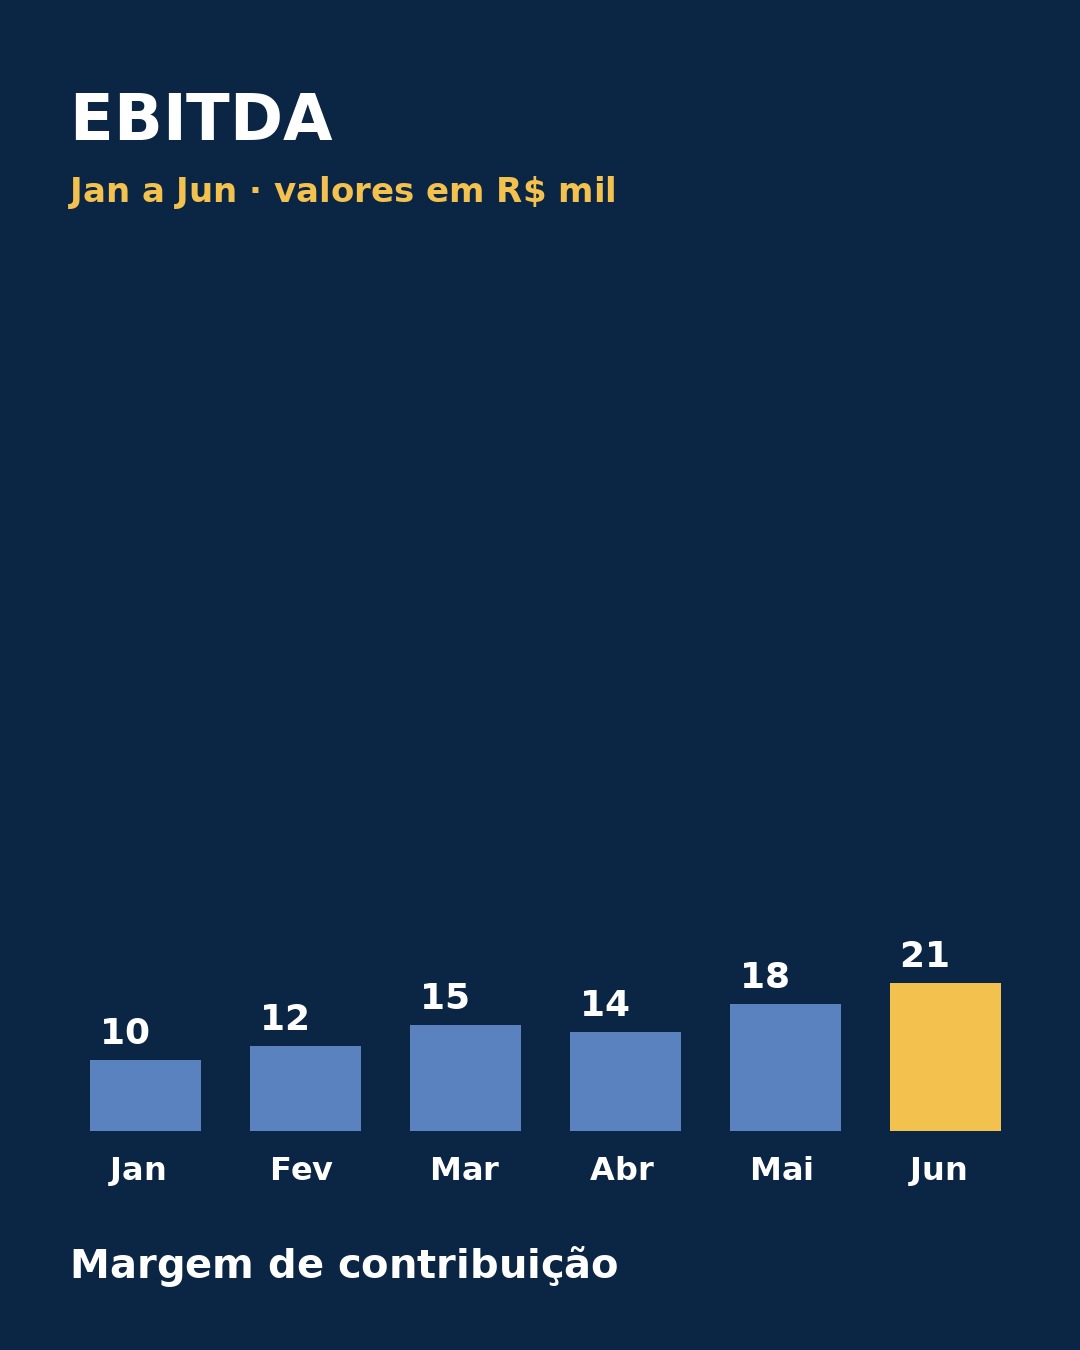 EBITDA
Jan a Jun · valores em R$ mil
10 12 15 14 18 21
Jan Fev Mar Abr Mai Jun
Margem de contribuição